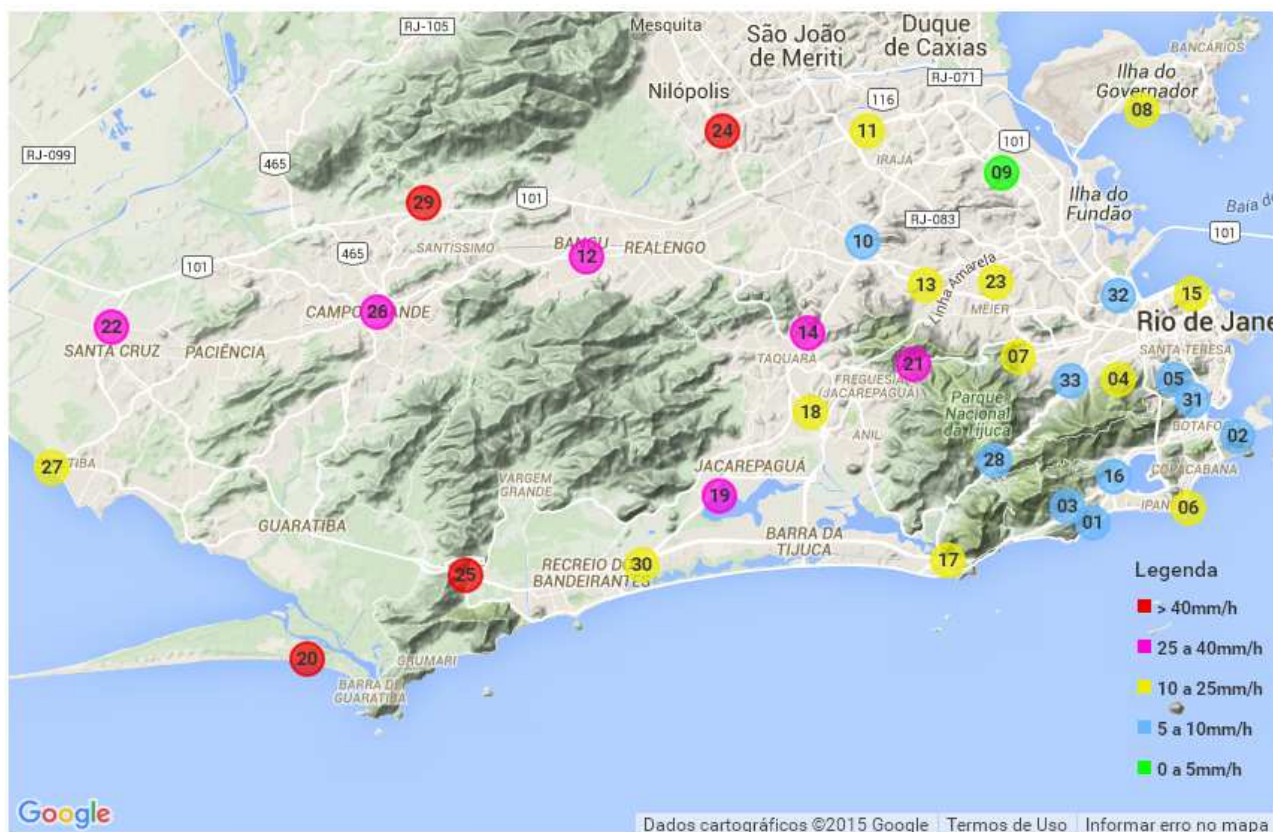 RJ-105
Mesquita
São João
de Meriti
Duque
de Caxias
BANCÁRIOS
RJ-071
Ilha do
Governador
Nilópolis
116
08
24
11
101
RJ-099
465
IRAJÁ
09
Ilha do
Fundão
29
101
RJ-083
Baía d
101
SANTÍSSIMO
465
BANGU
REALENGO
10
12
101
Linha Amarela
13
23
32
15
MEIER
CAMPO GRANDE
26
22
14
Rio de Jane
SANTA CRUZ
PACIÊNCIA
TAQUARA
SANTA TERESA
07
21
FREGUESIA
(JACAREPAGUÁ)
33
04
05
31
Parque
Nacional
da Tijuca
18
BOTAFO
ANIL
02
27
TIBA
28
COPACABANA
JACAREPAGUÁ
VARGEM
GRANDE
16
19
03
IPAN
06
01
GUARATIBA
BARRA DA
TIJUCA
RECREIO DOS
BANDEIRANTES
30
17
25
Legenda
> 40mm/h
25 a 40mm/h
20
GRUMARI
BARRA DE
GUARATIBA
10 a 25mm/h
5 a 10mm/h
0 a 5mm/h
Google
Dados cartográficos ©2015 Google Termos de Uso Informar erro no mapa